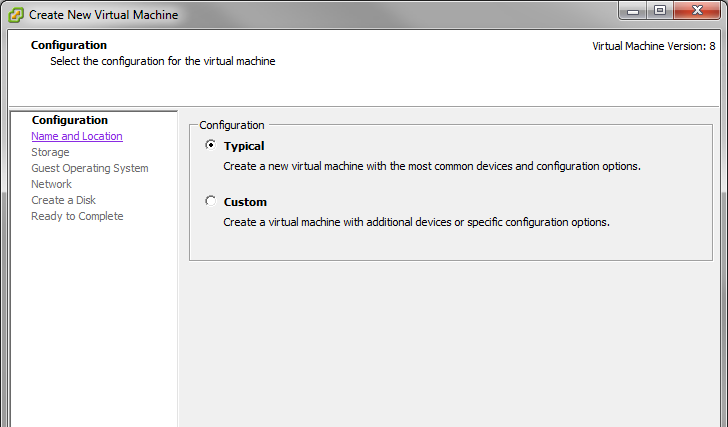 Create New Virtual Machine
Configuration
Virtual Machine Version: 8
Select the configuration for the virtual machine
Configuration
Name and Location
Storage
Guest Operating System
Network
Create a Disk
Ready to Complete
Configuration
Typical
Create a new virtual machine with the most common devices and configuration options.
Custom
Create a virtual machine with additional devices or specific configuration options.